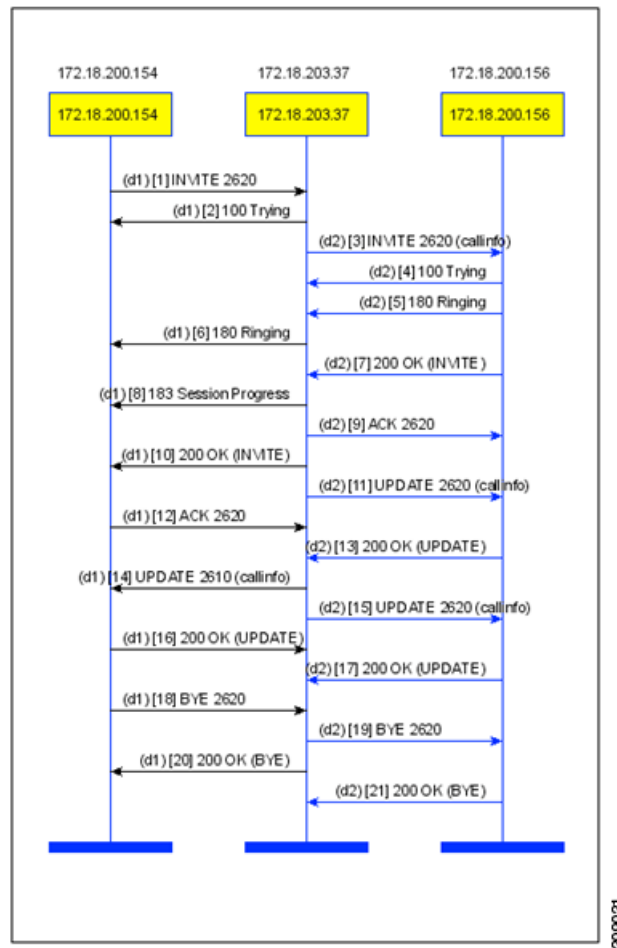 172.18.200.154 172.18.203.37 172.18.200.156
172.18.200.154 172.18.203.37 172.18.200.156
(d1) [1] INVITE 2620
(d1) [2] 100 Trying
(d2) [3] INVITE 2620 (callinfo)
(d2) [4] 100 Trying
(d2) [5] 180 Ringing
(d1) [6] 180 Ringing
(d2) [7] 200 OK (INVITE)
(d1) [8] 183 Session Progress
(d2) [9] ACK 2620
(d1) [10] 200 OK (INVITE)
(d2) [11] UPDATE 2620 (callinfo)
(d1) [12] ACK 2620
(d2) [13] 200 OK (UPDATE)
(d1) [14] UPDATE 2610 (callinfo)
(d2) [15] UPDATE 2620 (callinfo)
(d1) [16] 200 OK (UPDATE)
(d2) [17] 200 OK (UPDATE)
(d1) [18] BYE 2620
(d2) [19] BYE 2620
(d1) [20] 200 OK (BYE)
(d2) [21] 200 OK (BYE)